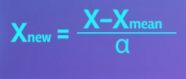 Xnew = X–Xmean / α